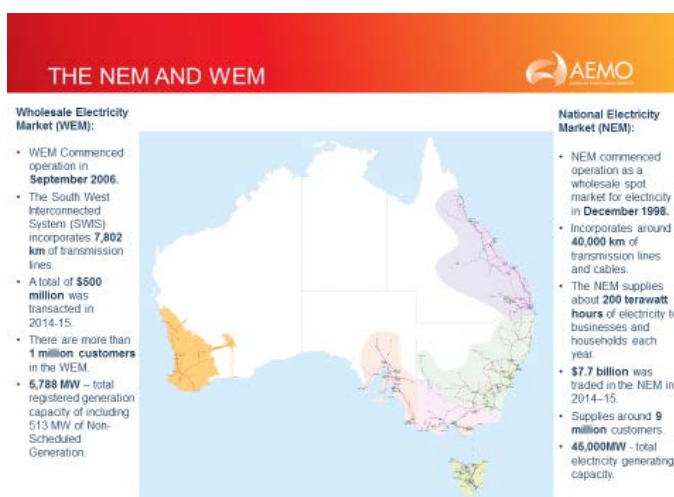 THE NEM AND WEM
AEMO
Wholesale Electricity
Market (WEM):
• WEM Commenced
operation in
September 2006.
• The South West
Interconnected
System (SWIS)
incorporates 7,802
km of transmission
lines.
• A total of $500
million was
transacted in
2014-15.
• There are more than
1 million customers
in the WEM.
• 5,788 MW – total
registered generation
capacity of including
513 MW of Non-
Scheduled
Generation.
National Electricity
Market (NEM):
• NEM commenced
operation as a
wholesale spot
market for electricity
in December 1998.
• Incorporates around
40,000 km of
transmission lines
and cables.
• The NEM supplies
about 200 terawatt
hours of electricity to
businesses and
households each
year.
• $7.7 billion was
traded in the NEM in
2014–15.
• Supplies around 9
million customers.
• 45,000MW - total
electricity generating
capacity.